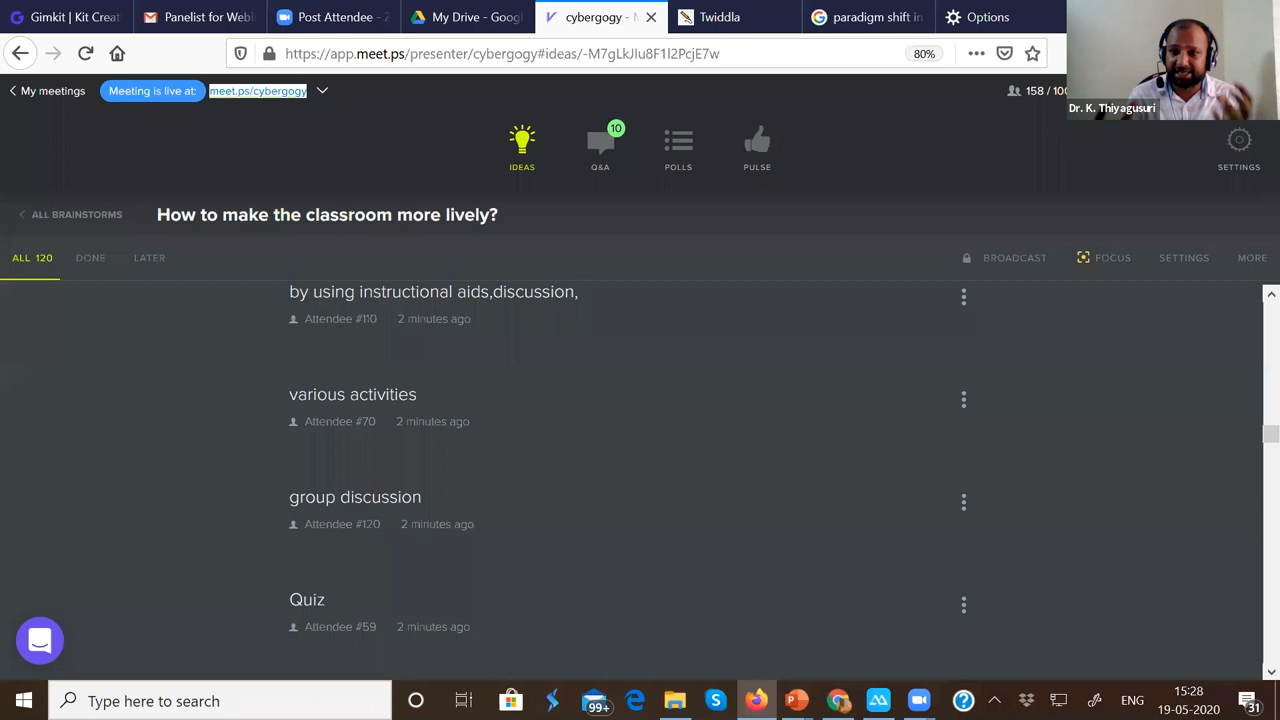 Gimkit | Kit Creat
Panelist for Webi
Post Attendee - Z
My Drive - Googl
cybergogy - M
Twiddla
paradigm shift in
Options
https://app.meet.ps/presenter/cybergogy#ideas/-M7gLkJlu8F1l2PcjE7w
80%
My meetings
Meeting is live at:
meet.ps/cybergogy
158 / 100
Dr. K. Thiyagusuri
10
IDEAS
Q&A
POLLS
PULSE
SETTINGS
ALL BRAINSTORMS
How to make the classroom more lively?
ALL 120
DONE
LATER
BROADCAST
FOCUS
SETTINGS
MORE
by using instructional aids,discussion,
Attendee #110 2 minutes ago
various activities
Attendee #70 2 minutes ago
group discussion
Attendee #120 2 minutes ago
Quiz
Attendee #59 2 minutes ago
Type here to search
99+
ENG
15:28
19-05-2020
31